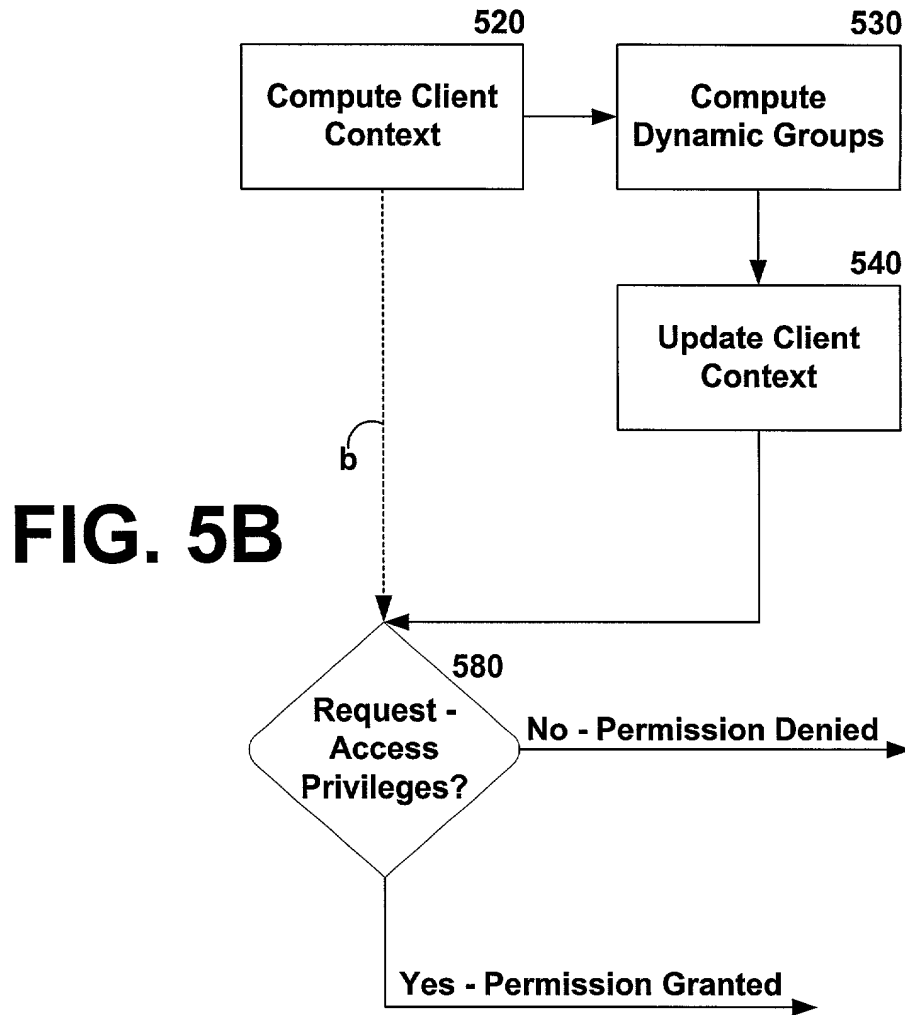 520
Compute Client
Context
530
Compute
Dynamic Groups
540
Update Client
Context
b
FIG. 5B
580
Request -
Access
Privileges?
No - Permission Denied
Yes - Permission Granted